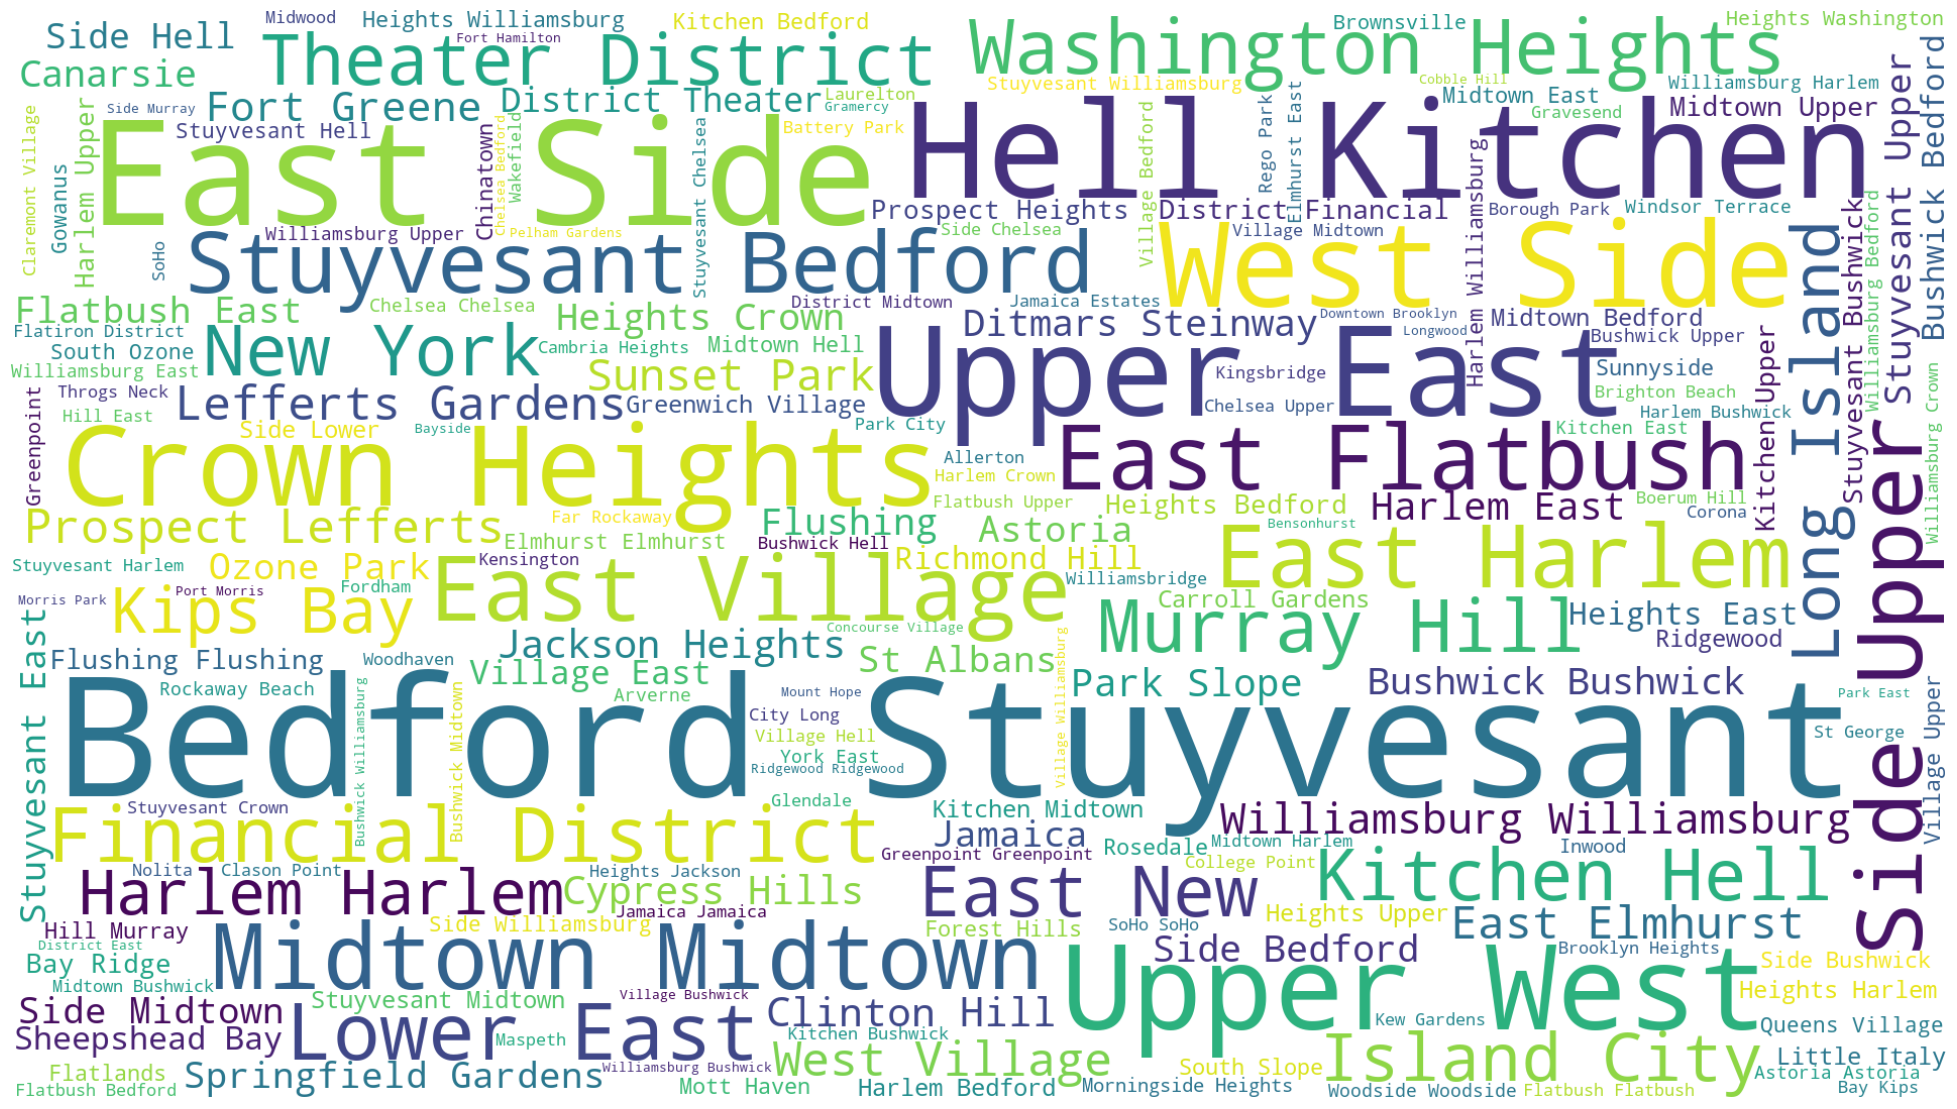 Side Hell
Midwood
Heights Williamsburg
Kitchen Bedford
Brownsville
Heights Washington
Fort Hamilton
Theater District
Washington Heights
Canarsie
Stuyvesant Williamsburg
Cobble Hill
Williamsburg Harlem
Side Murray
Fort Greene
District Theater
Laurelton
Gramercy
Midtown East
Midtown Upper
Gravesend
Claremont Village
Harlem Upper
Gowanus
Stuyvesant Hell
East Side
Chinatown
Chelsea Bedford
Wakefield
Stuyvesant Chelsea
Battery Park
Hell Kitchen
Village Bedford
Rego Park
Elmhurst East
Harlem Williamsburg
Stuyvesant Upper
Bushwick Bedford
Prospect Heights
District Financial
Borough Park
Windsor Terrace
SoHo
Williamsburg Upper
Pelham Gardens
Side Chelsea
Village Midtown
Stuyvesant Bedford
West Side
Long Island
Stuyvesant Bushwick
Williamsburg Bedford
Flatbush East
Chelsea Chelsea
District Midtown
Jamaica Estates
Heights Crown
Ditmars Steinway
Downtown Brooklyn
Midtown Bedford
Flatiron District
New York
Longwood
Bushwick Upper
South Ozone
Cambria Heights
Midtown Hell
Upper East
Williamsburg East
Sunset Park
Kingsbridge
Sunnyside
Throgs Neck
Lefferts Gardens
Greenwich Village
Chelsea Upper
Brighton Beach
Hill East
Harlem Bushwick
Greenpoint
Side Lower
Bayside
Park City
Kitchen East
Kitchen Upper
Williamsburg Crown
Crown Heights
Allerton
East Flatbush
Harlem Crown
Side Upper
Flatbush Upper
Heights Bedford
Harlem East
Boerum Hill
Corona
Prospect Lefferts
Far Rockaway
Flushing
Astoria
Bensonhurst
Elmhurst Elmhurst
Bushwick Hell
East Harlem
Stuyvesant Harlem
Ozone Park
Kensington
Richmond Hill
East Village
Williamsbridge
Morris Park
Port Morris
Fordham
Carroll Gardens
Kips Bay
Murray Hill
Heights East
Stuyvesant East
Concourse Village
Jackson Heights
Ridgewood
Flushing Flushing
Woodhaven
Village East
St Albans
Village Williamsburg
Park Slope
Bushwick Bushwick
Rockaway Beach
Bushwick Williamsburg
Bushwick Midtown
Arverne
Mount Hope
Park East
Village Upper
Bedford Stuyvesant
City Long
St George
Village Hell
York East
Ridgewood Ridgewood
Stuyvesant Crown
Glendale
Kitchen Midtown
Williamsburg Williamsburg
Financial District
Jamaica
Rosedale
Midtown Harlem
Inwood
Greenpoint Greenpoint
College Point
Nolita
Clason Point
Heights Jackson
Kitchen Hell
Harlem Harlem
Cypress Hills
East New
Jamaica Jamaica
Heights Upper
Hill Murray
Side Williamsburg
Forest Hills
SoHo SoHo
East Elmhurst
District East
Midtown Midtown
Side Bedford
Brooklyn Heights
Bay Ridge
Upper West
Side Bushwick
Midtown Bushwick
Stuyvesant Midtown
Village Bushwick
Heights Harlem
Side Midtown
Clinton Hill
Kew Gardens
Queens Village
Sheepshead Bay
Lower East
Maspeth
Kitchen Bushwick
Island City
Little Italy
Flatlands
Springfield Gardens
Williamsburg Bushwick
West Village
South Slope
Astoria Astoria
Flatbush Bedford
Mott Haven
Harlem Bedford
Morningside Heights
Woodside Woodside
Flatbush Flatbush
Bay Kips